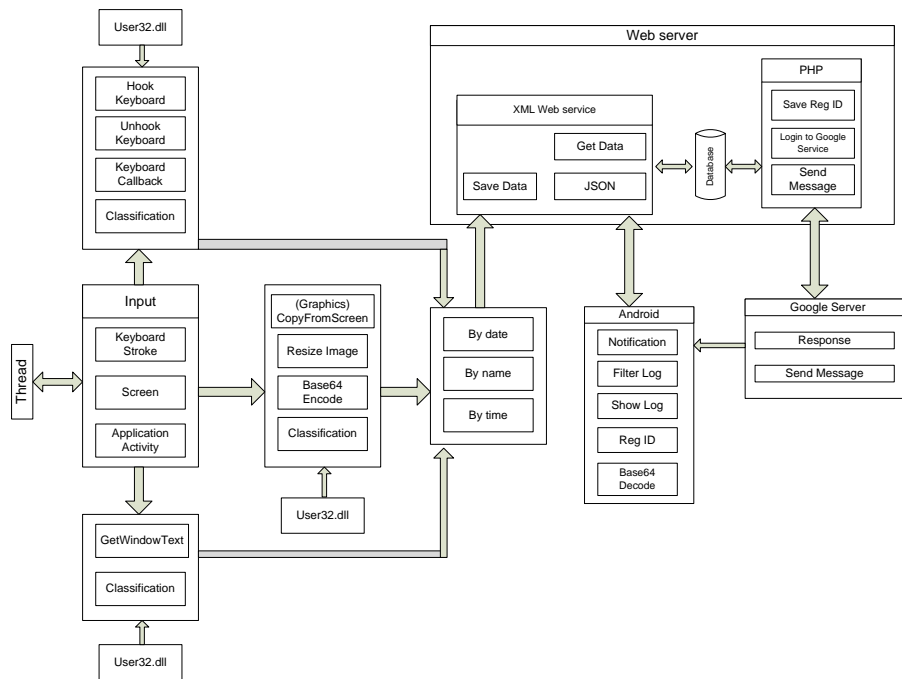 User32.dll
Hook
Keyboard
Unhook
Keyboard
Keyboard
Callback
Classification
Input
Keyboard
Stroke
Screen
Application
Activity
Thread
GetWindowText
Classification
User32.dll
(Graphics)
CopyFromScreen
Resize Image
Base64
Encode
Classification
User32.dll
By date
By name
By time
Web server
XML Web service
Get Data
Save Data
JSON
Database
PHP
Save Reg ID
Login to Google
Service
Send
Message
Android
Notification
Filter Log
Show Log
Reg ID
Base64
Decode
Google Server
Response
Send Message